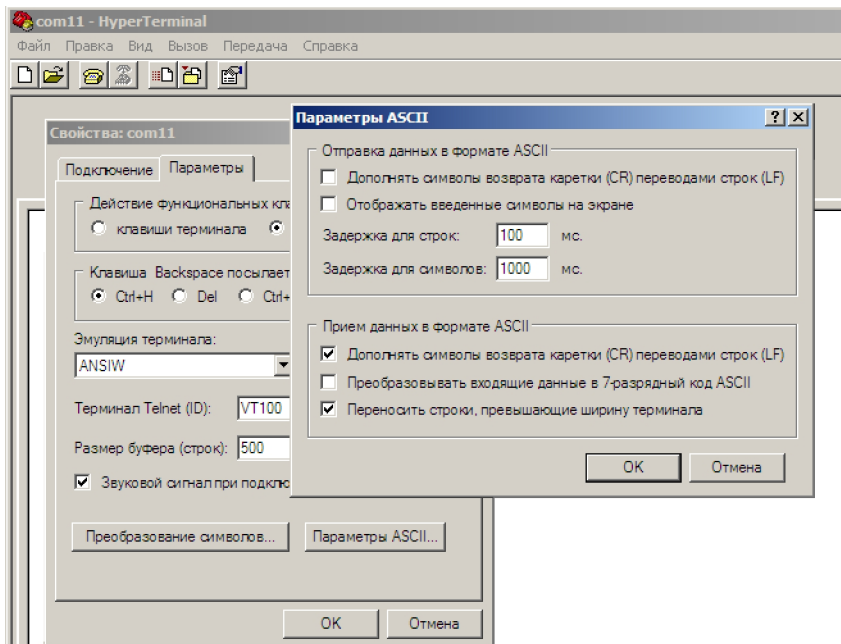 com11 - HyperTerminal
Файл Правка Вид Вызов Передача Справка
Свойства: com11
Подключение Параметры
Действие функциональных
клавиши терминала
Клавиша Backspace посылает
Ctrl+H Del Ctrl+
Эмуляция терминала:
ANSIW
Терминал Telnet (ID): VT100
Размер буфера (строк): 500
Звуковой сигнал при
Преобразование символов... Параметры ASCII...
OK Отмена
Параметры ASCII
Отправка данных в формате ASCII
Дополнять символы возврата каретки (CR) переводами строк (LF)
Отображать введенные символы на экране
Задержка для строк: 100 мс.
Задержка для символов: 1000 мс.
Прием данных в формате ASCII
Дополнять символы возврата каретки (CR) переводами строк (LF)
Преобразовывать входящие данные в 7-разрядный код ASCII
Переносить строки, превышающие ширину терминала
OK Отмена